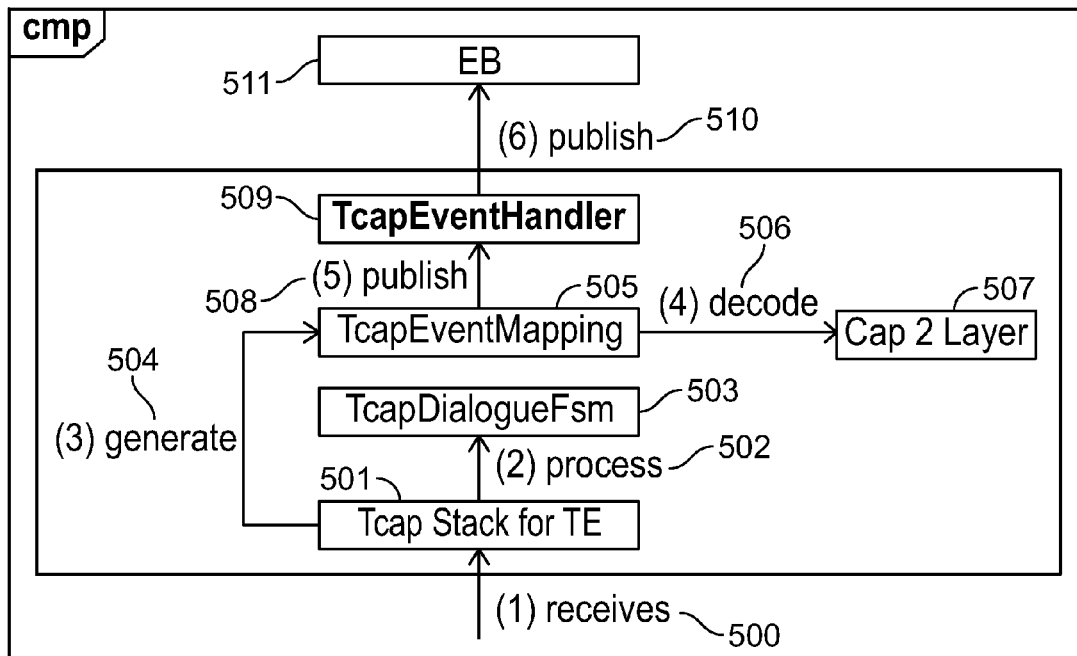 cmp
EB
511
(6) publish
510
509
TcapEventHandler
506
(5) publish
508
505
(4) decode
507
TcapEventMapping
Cap 2 Layer
504
503
TcapDialogueFsm
(3) generate
(2) process
502
501
Tcap Stack for TE
(1) receives
500